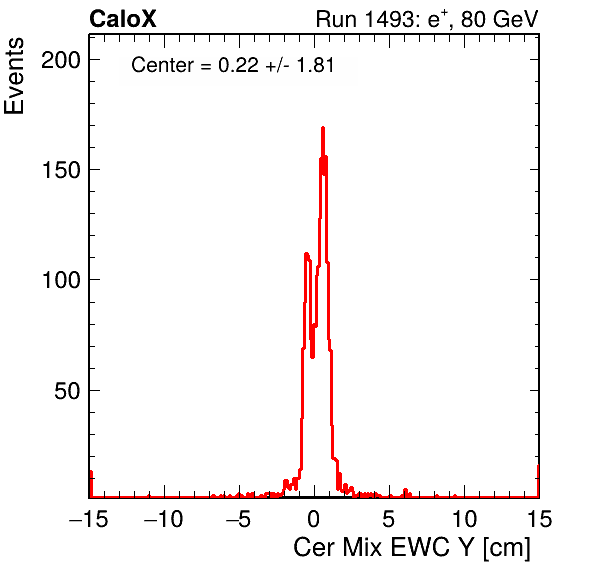 CaloX Run 1493: e⁺, 80 GeV
Center = 0.22 +/- 1.81
Events
200
150
100
50
−15 −10 −5 0 5 10 15
Cer Mix EWC Y [cm]